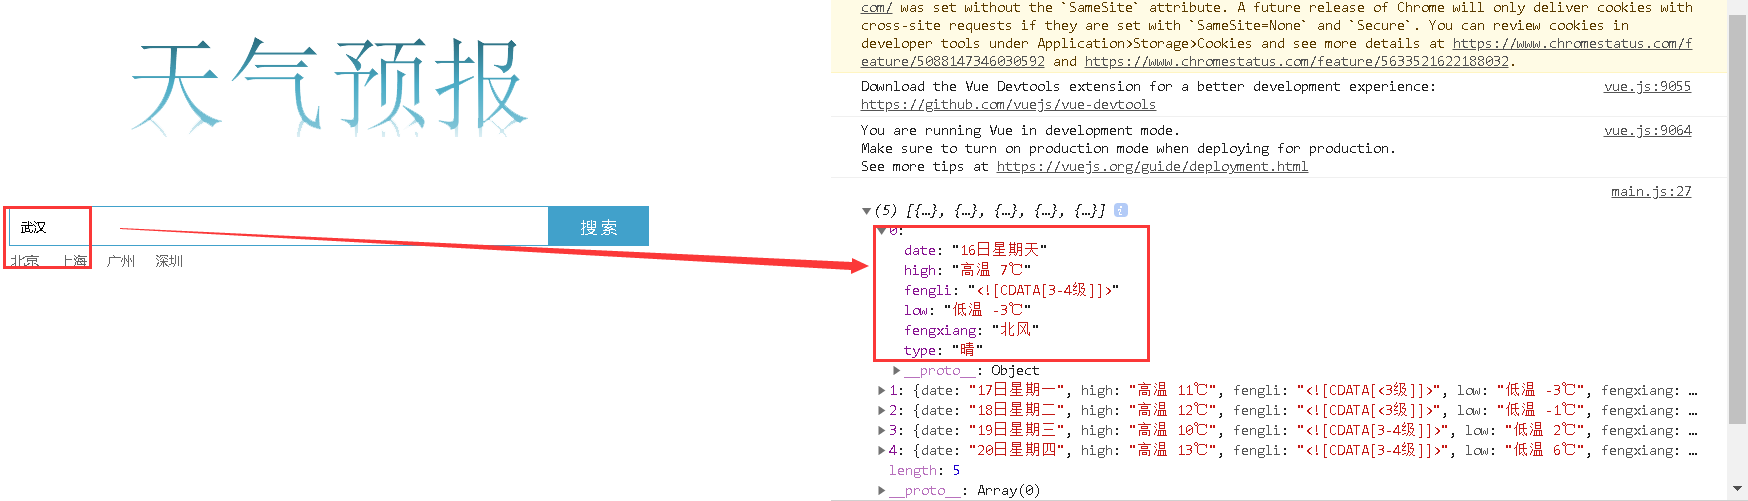 天气预报
武汉
搜索
北京 上海 广州 深圳
com/ was set without the `SameSite` attribute. A future release of Chrome will only deliver cookies with
cross-site requests if they are set with `SameSite=None` and `Secure`. You can review cookies in
developer tools under Application>Storage>Cookies and see more details at https://www.chromestatus.com/f
eature/5088147346030592 and https://www.chromestatus.com/feature/5633521622188032.
Download the Vue Devtools extension for a better development experience: vue.js:9055
https://github.com/vuejs/vue-devtools
You are running Vue in development mode. vue.js:9064
Make sure to turn on production mode when deploying for production.
See more tips at https://vuejs.org/guide/deployment.html
main.js:27
(5) [{…}, {…}, {…}, {…}, {…}] i
0:
date: "16日星期天"
high: "高温 7℃"
fengli: "<![CDATA[3-4级]]>"
low: "低温 -3℃"
fengxiang: "北风"
type: "晴"
__proto__: Object
1: {date: "17日星期一", high: "高温 11℃", fengli: "<![CDATA[<3级]]>", low: "低温 -3℃", fengxiang: …
2: {date: "18日星期二", high: "高温 12℃", fengli: "<![CDATA[<3级]]>", low: "低温 -1℃", fengxiang: …
3: {date: "19日星期三", high: "高温 10℃", fengli: "<![CDATA[3-4级]]>", low: "低温 2℃", fengxiang: …
4: {date: "20日星期四", high: "高温 13℃", fengli: "<![CDATA[3-4级]]>", low: "低温 6℃", fengxiang: …
length: 5
__proto__: Array(0)